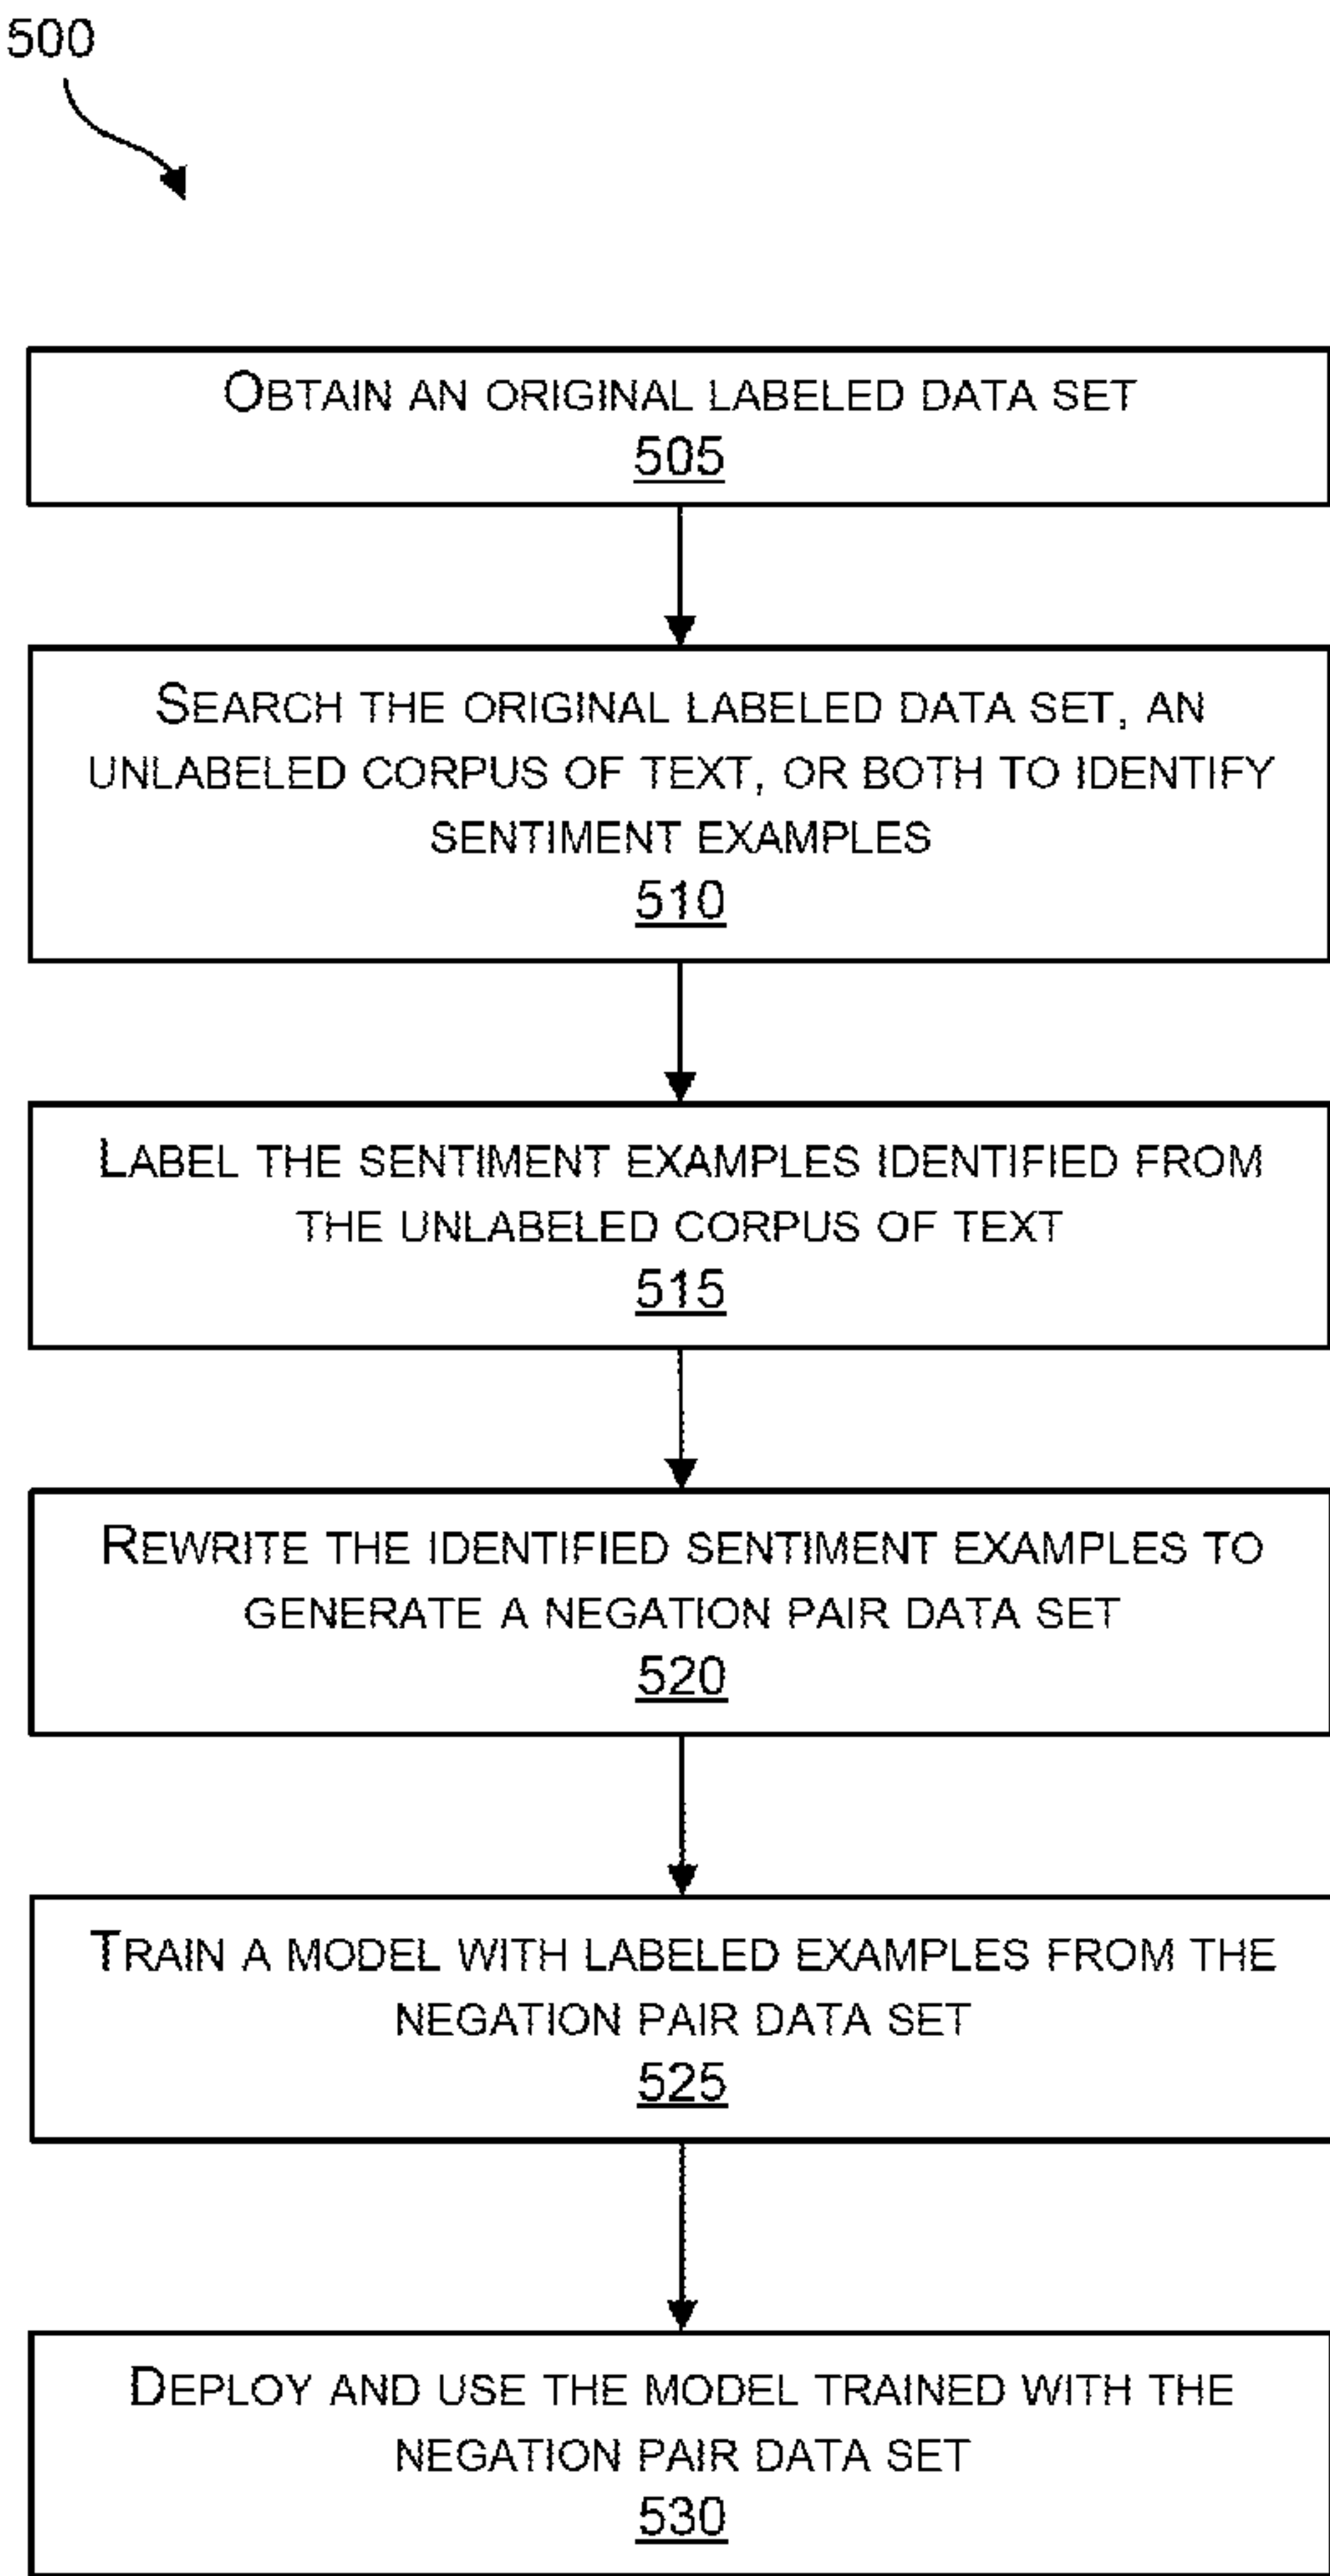 500
OBTAIN AN ORIGINAL LABELED DATA SET
505
SEARCH THE ORIGINAL LABELED DATA SET, AN
UNLABELED CORPUS OF TEXT, OR BOTH TO IDENTIFY
SENTIMENT EXAMPLES
510
LABEL THE SENTIMENT EXAMPLES IDENTIFIED FROM
THE UNLABELED CORPUS OF TEXT
515
REWRITE THE IDENTIFIED SENTIMENT EXAMPLES TO
GENERATE A NEGATION PAIR DATA SET
520
TRAIN A MODEL WITH LABELED EXAMPLES FROM THE
NEGATION PAIR DATA SET
525
DEPLOY AND USE THE MODEL TRAINED WITH THE
NEGATION PAIR DATA SET
530